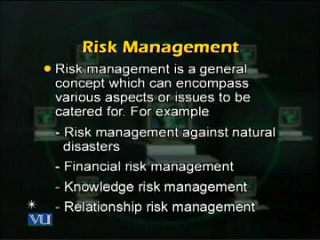 Risk Management
• Risk management is a general
concept which can encompass
various aspects or issues to be
catered for. For example
- Risk management against natural
disasters
- Financial risk management
- Knowledge risk management
- Relationship risk management
VU